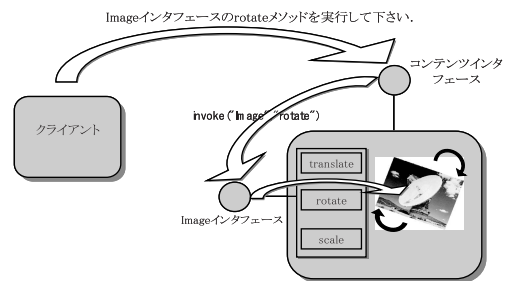 Imageインタフェースのrotateメソッドを実行して下さい.
コンテンツインタ
フェース
クライアント
invoke("Image" "rotate")
translate
rotate
scale
Imageインタフェース